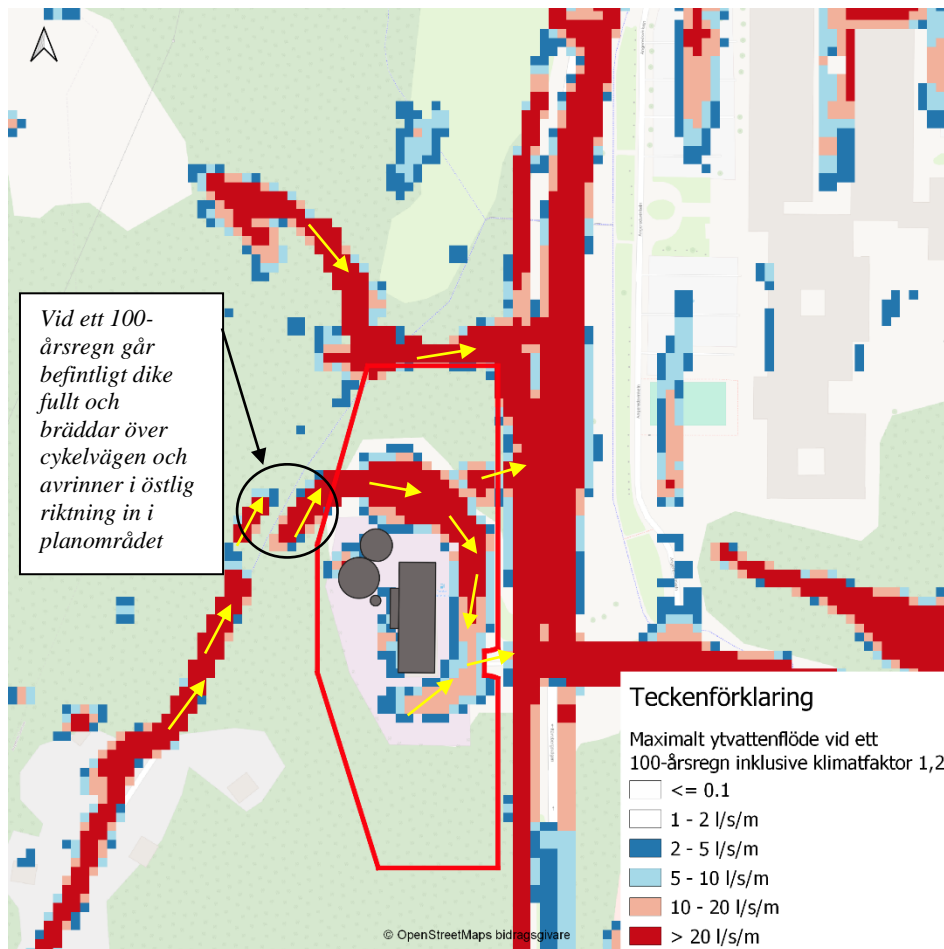 Vid ett 100-
årsregn går
befintligt dike
fullt och
bräddar över
cykelvägen och
avrinner i östlig
riktning in i
planområdet
Teckenförklaring
Maximalt ytvattenflöde vid ett
100-årsregn inklusive klimatfaktor 1,2
<= 0.1
1 - 2 l/s/m
2 - 5 l/s/m
5 - 10 l/s/m
10 - 20 l/s/m
> 20 l/s/m
© OpenStreetMaps bidragsgivare